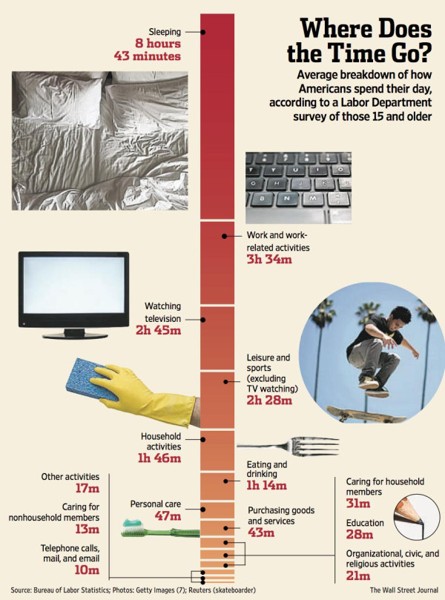 Where Does
the Time Go?
Average breakdown of how
Americans spend their day,
according to a Labor Department
survey of those 15 and older
Sleeping
8 hours
43 minutes
Work and work-
related activities
3h 34m
Watching
television
2h 45m
Leisure and
sports
(excluding
TV watching)
2h 28m
Household
activities
1h 46m
Eating and
drinking
1h 14m
Personal care
47m
Purchasing goods
and services
43m
Caring for household
members
31m
Education
28m
Organizational, civic, and
religious activities
21m
Other activities
17m
Caring for
nonhousehold members
13m
Telephone calls,
mail, and email
10m
Source: Bureau of Labor Statistics; Photos: Getty Images (7); Reuters (skateboarder)
The Wall Street Journal